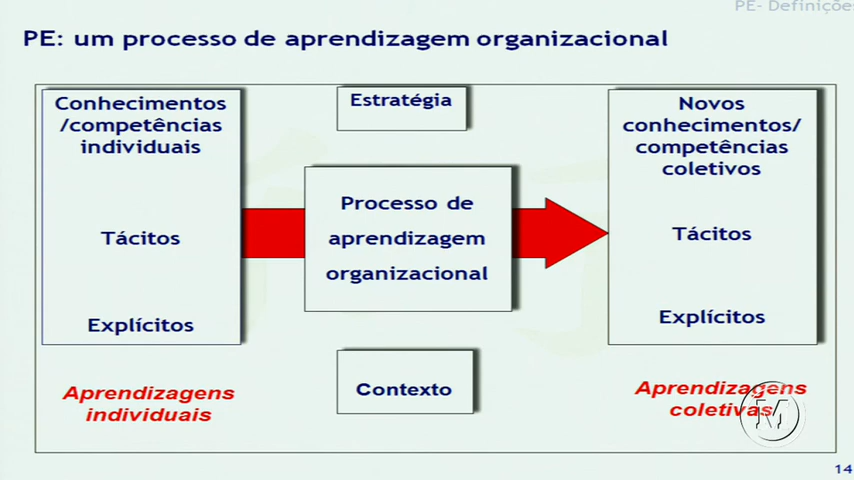 PE- Definiçõe
PE: um processo de aprendizagem organizacional
Conhecimentos
/competências
individuais
Tácitos
Explícitos
Aprendizagens
individuais
Estratégia
Processo de
aprendizagem
organizacional
Contexto
Novos
conhecimentos/
competências
coletivos
Tácitos
Explícitos
Aprendizagens
coletivas
M
14